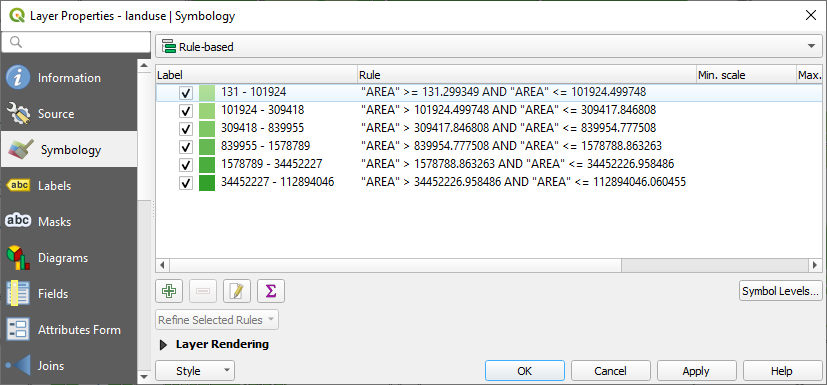 Layer Properties - landuse | Symbology
Rule-based
Information
Source
Symbology
Labels
Masks
Diagrams
Fields
Attributes Form
Joins
Label Rule Min. scale Max.
131 - 101924 "AREA" >= 131.299349 AND "AREA" <= 101924.499748
101924 - 309418 "AREA" > 101924.499748 AND "AREA" <= 309417.846808
309418 - 839955 "AREA" > 309417.846808 AND "AREA" <= 839954.777508
839955 - 1578789 "AREA" > 839954.777508 AND "AREA" <= 1578788.863263
1578789 - 34452227 "AREA" > 1578788.863263 AND "AREA" <= 34452226.958486
34452227 - 112894046 "AREA" > 34452226.958486 AND "AREA" <= 112894046.060455
Symbol Levels...
Refine Selected Rules
Layer Rendering
Style OK Cancel Apply Help
abc
abc